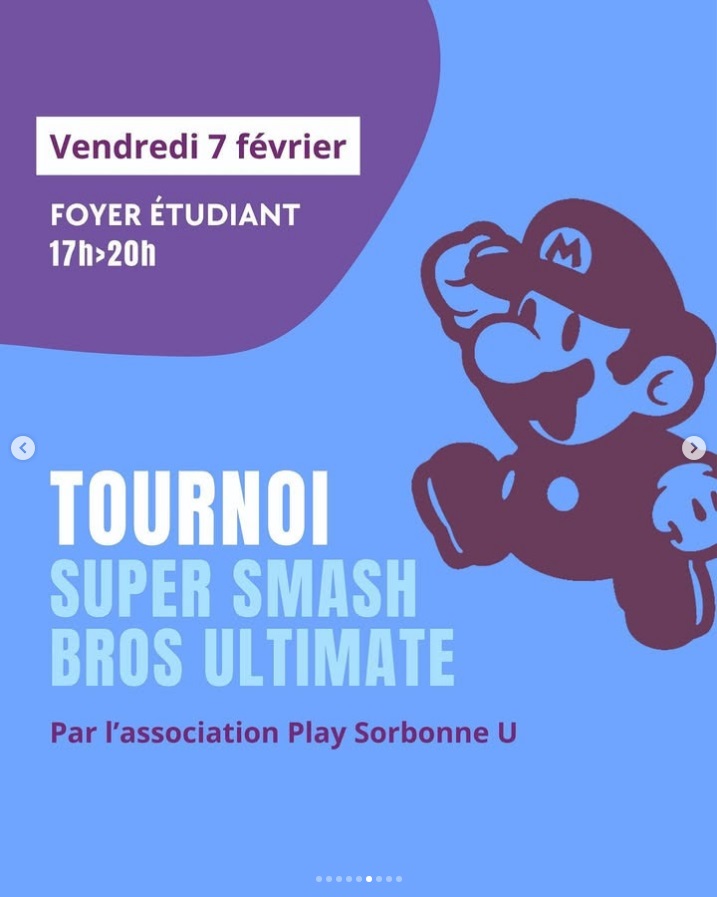 Vendredi 7 février
FOYER ÉTUDIANT
17h>20h
M
TOURNOI
SUPER SMASH
BROS ULTIMATE
Par l’association Play Sorbonne U